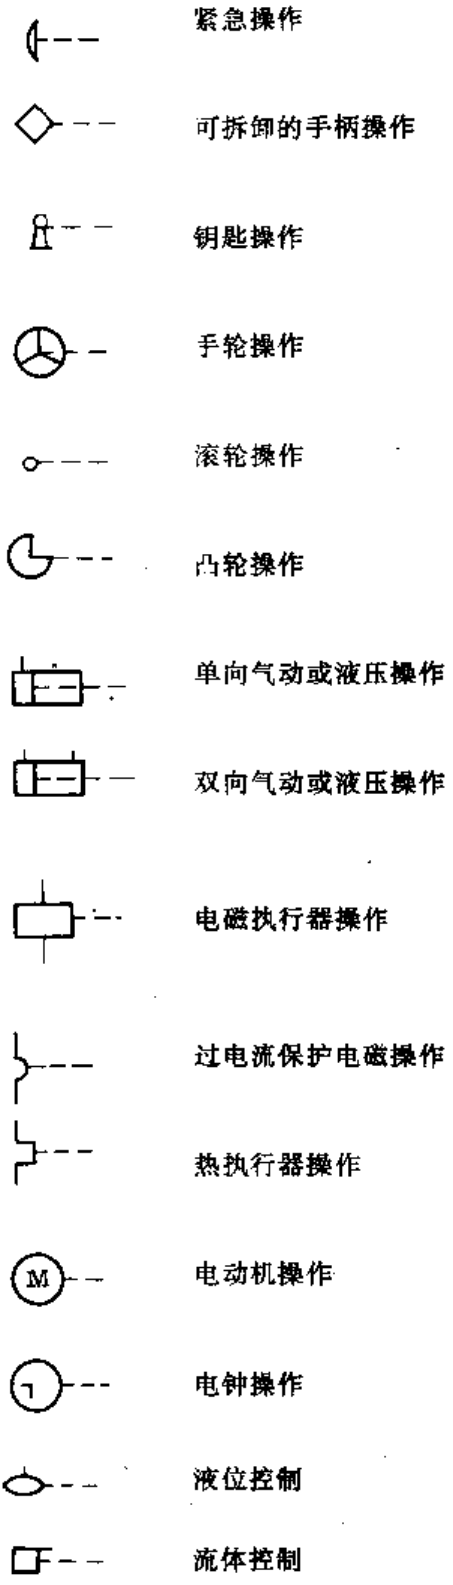 紧急操作
可拆卸的手柄操作
钥匙操作
手轮操作
滚轮操作
凸轮操作
单向气动或液压操作
双向气动或液压操作
电磁执行器操作
过电流保护电磁操作
热执行器操作
M
电动机操作
电钟操作
液位控制
流体控制